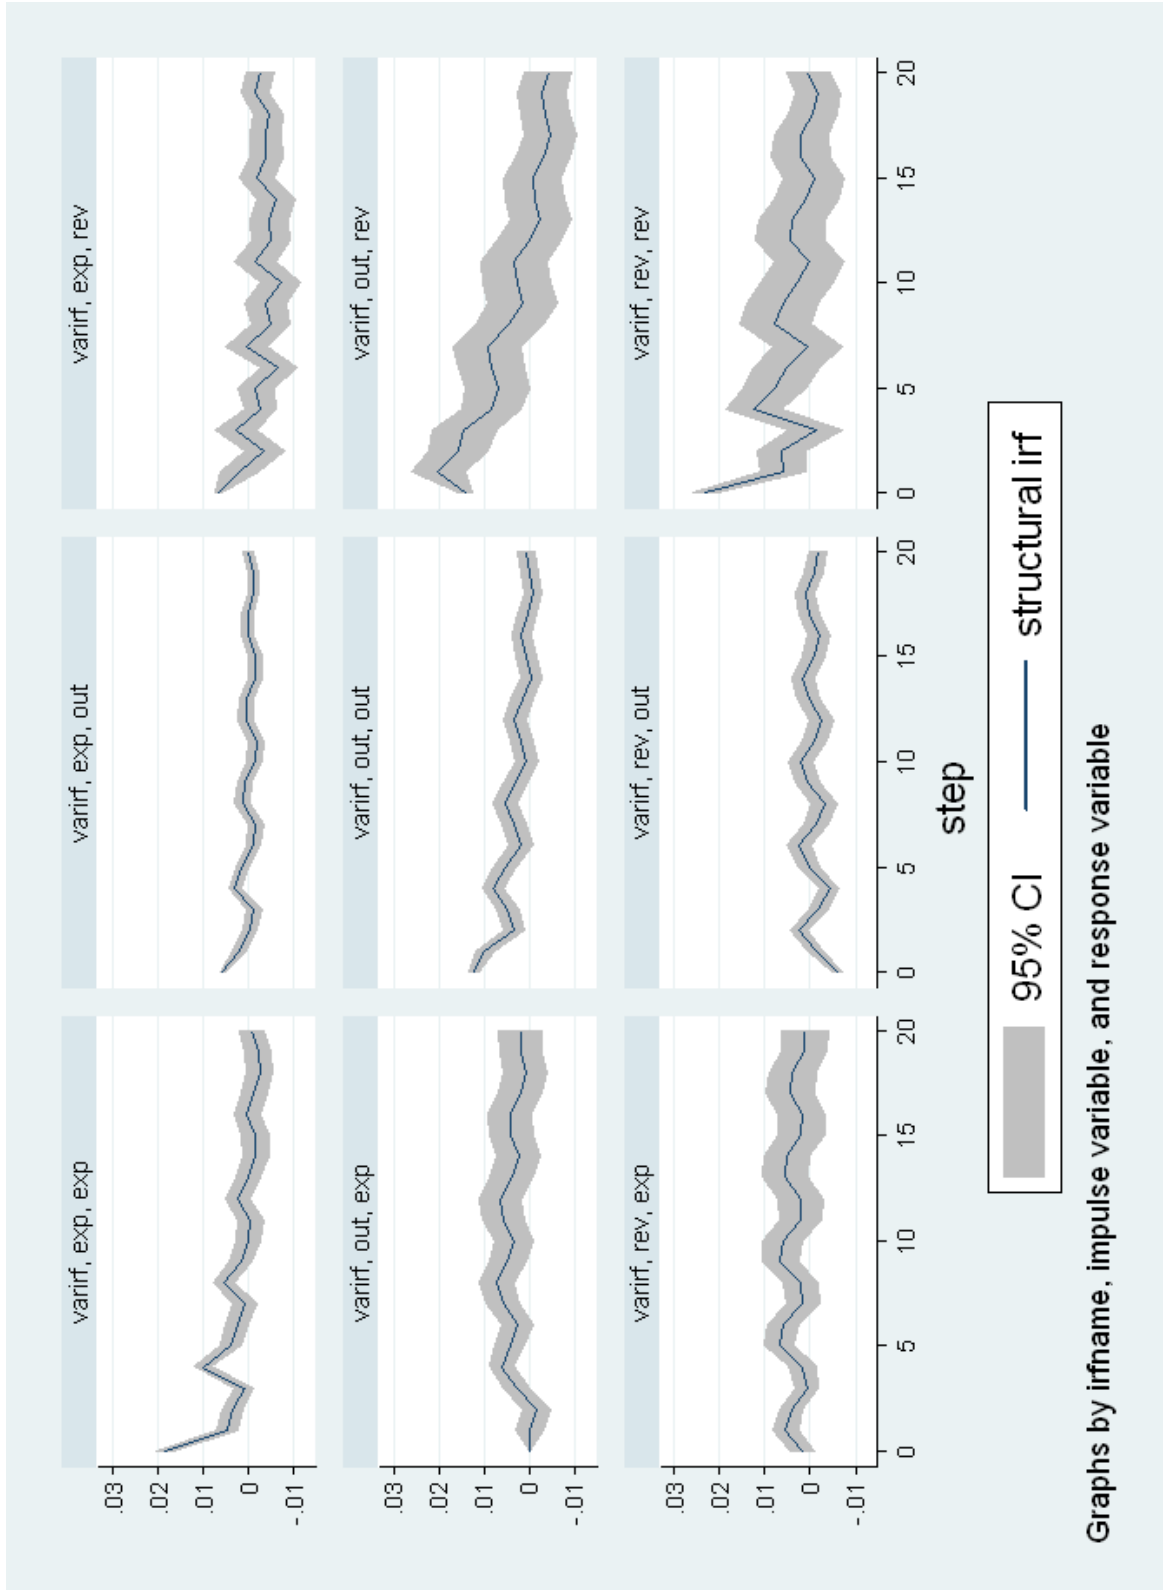 varirf, exp, exp
varirf, exp, out
varirf, exp, rev
.03
.02
.01
0
-.01
varirf, out, exp
varirf, out, out
varirf, out, rev
.03
.02
.01
0
-.01
varirf, rev, exp
varirf, rev, out
varirf, rev, rev
.03
.02
.01
0
-.01
0 5 10 15 20 0 5 10 15 20 0 5 10 15 20
step
95% CI structural irf
Graphs by irfname, impulse variable, and response variable